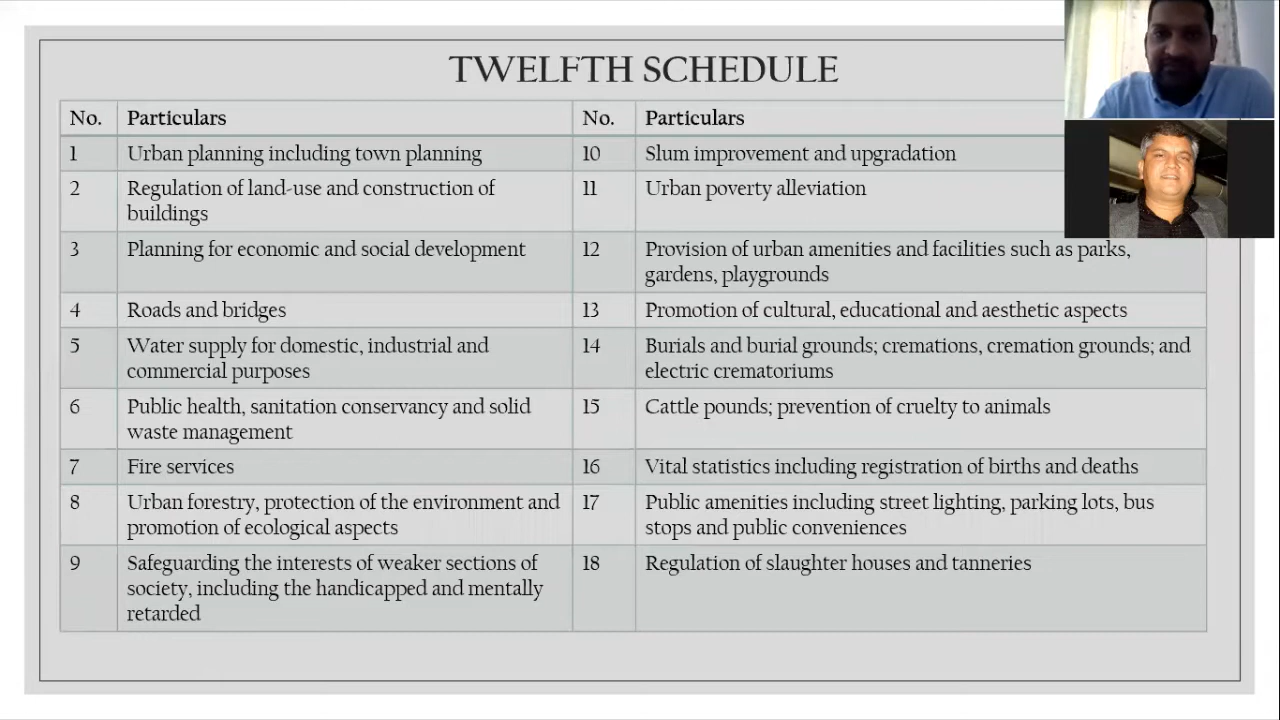 TWELFTH SCHEDULE
No. Particulars No. Particulars
1 Urban planning including town planning 10 Slum improvement and upgradation
2 Regulation of land-use and construction of 11 Urban poverty alleviation
buildings
3 Planning for economic and social development 12 Provision of urban amenities and facilities such as parks,
gardens, playgrounds
4 Roads and bridges 13 Promotion of cultural, educational and aesthetic aspects
5 Water supply for domestic, industrial and 14 Burials and burial grounds; cremations, cremation grounds; and
commercial purposes electric crematoriums
6 Public health, sanitation conservancy and solid 15 Cattle pounds; prevention of cruelty to animals
waste management
7 Fire services 16 Vital statistics including registration of births and deaths
8 Urban forestry, protection of the environment and 17 Public amenities including street lighting, parking lots, bus
promotion of ecological aspects stops and public conveniences
9 Safeguarding the interests of weaker sections of 18 Regulation of slaughter houses and tanneries
society, including the handicapped and mentally
retarded